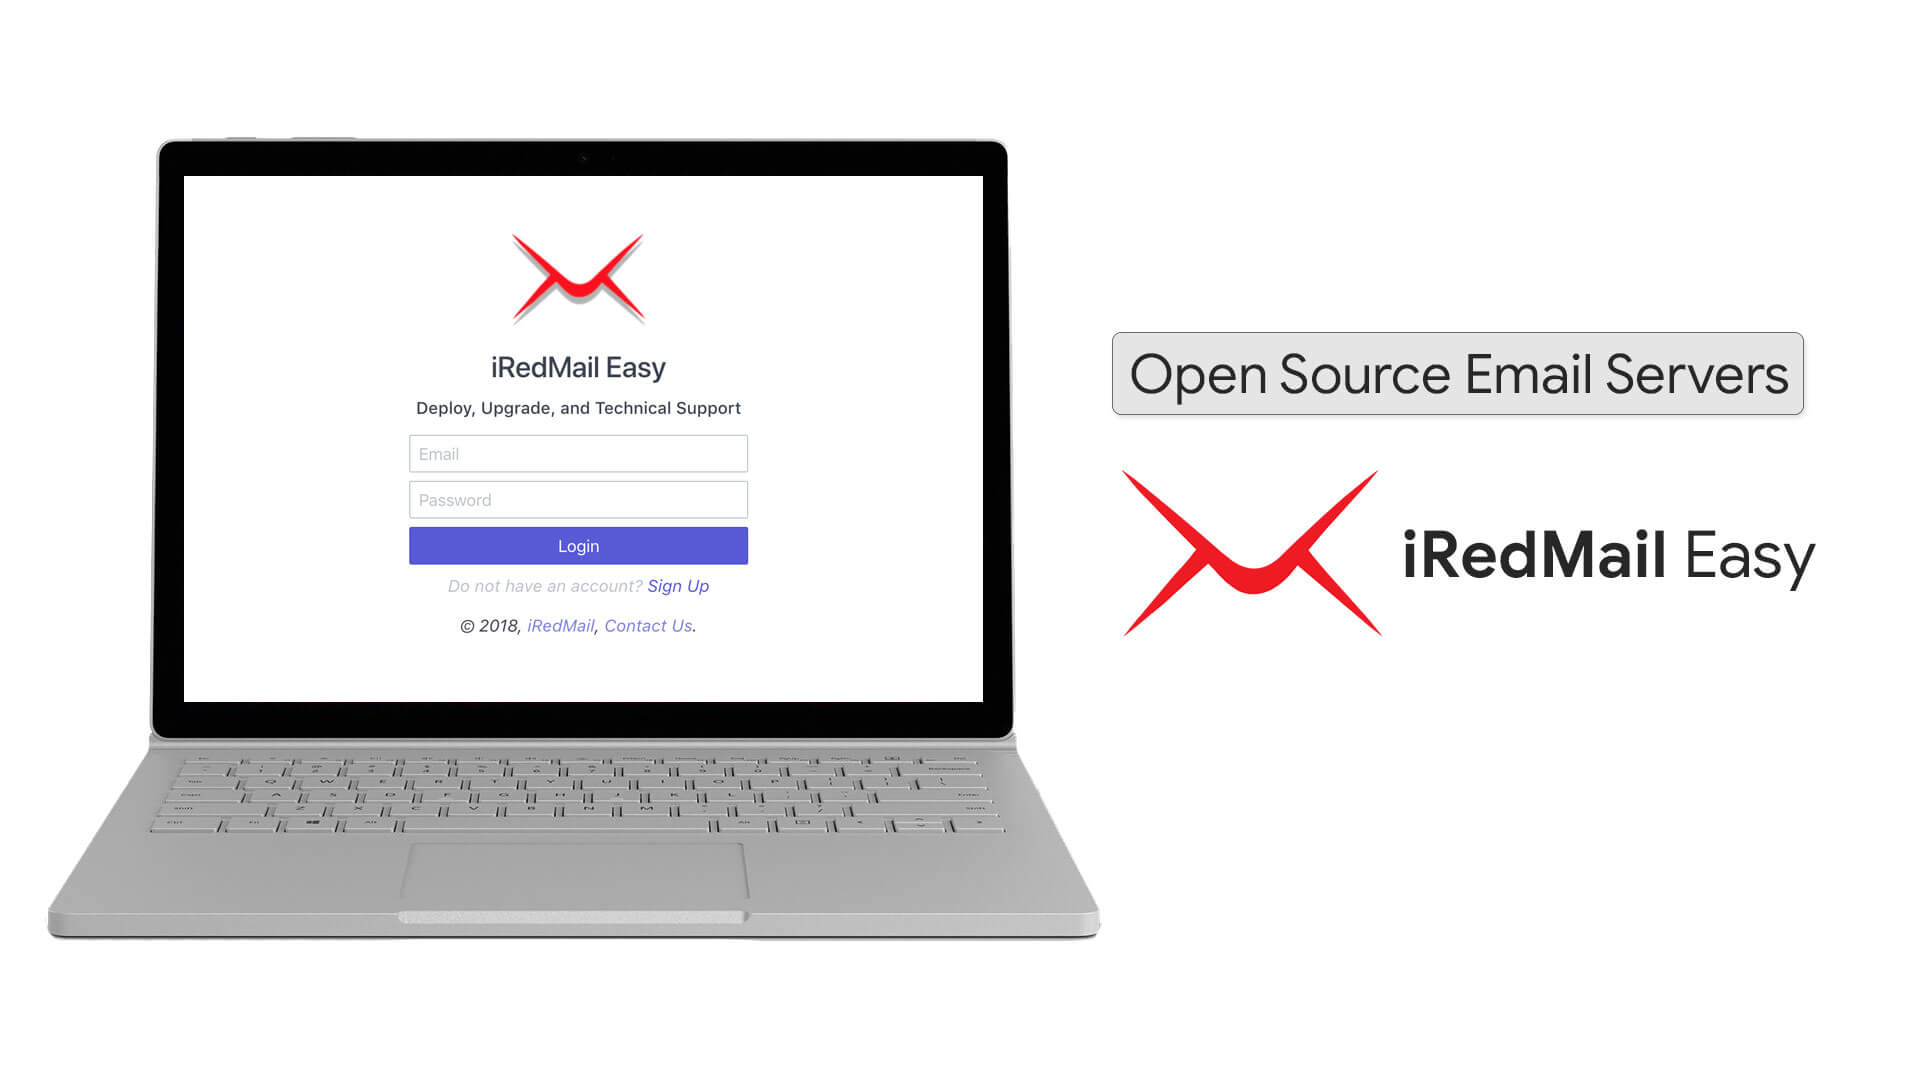 iRedMail Easy
Deploy, Upgrade, and Technical Support
Email
Password
Login
Do not have an account? Sign Up
© 2018, iRedMail, Contact Us.
Open Source Email Servers
iRedMail Easy